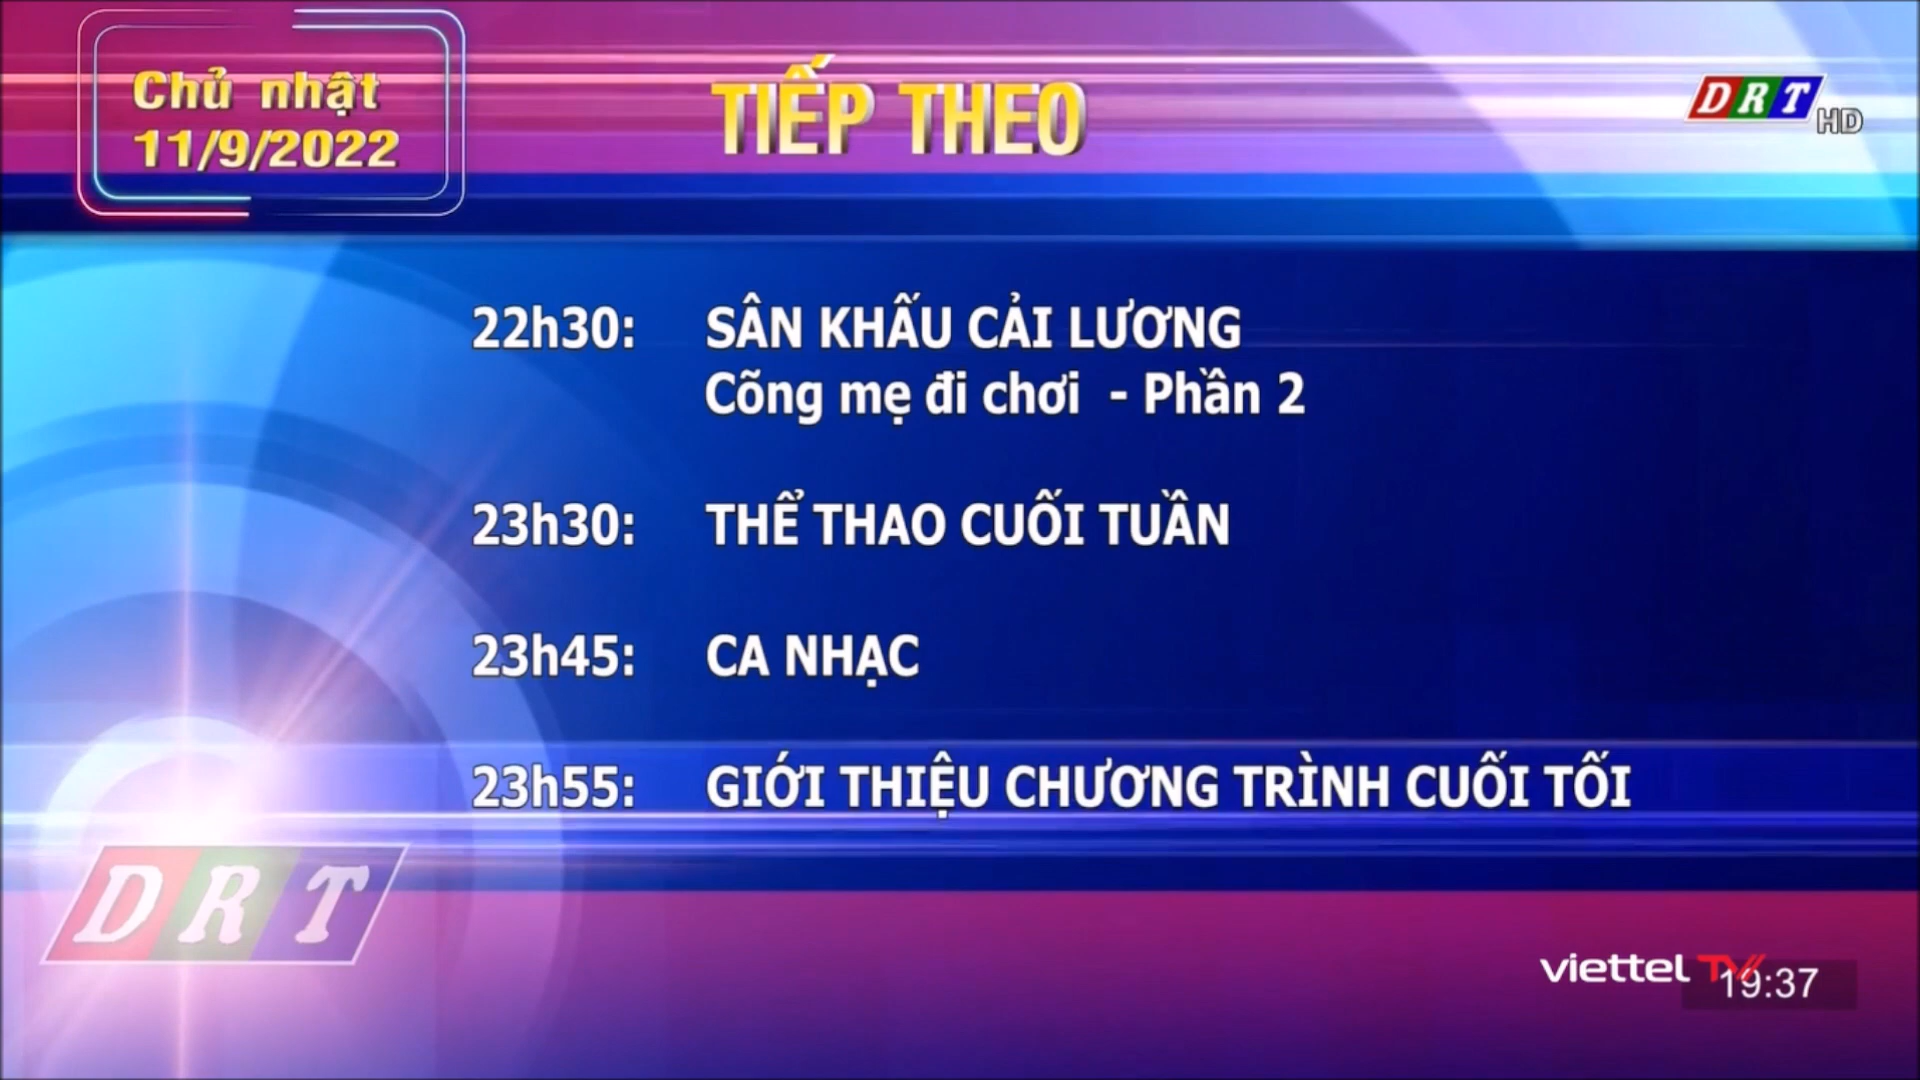 Chủ nhật
11/9/2022
TIẾP THEO
DRT HD
22h30: SÂN KHẤU CẢI LƯƠNG
Cõng mẹ đi chơi - Phần 2
23h30: THỂ THAO CUỐI TUẦN
23h45: CA NHẠC
23h55: GIỚI THIỆU CHƯƠNG TRÌNH CUỐI TỐI
DRT
viettel TV
19:37